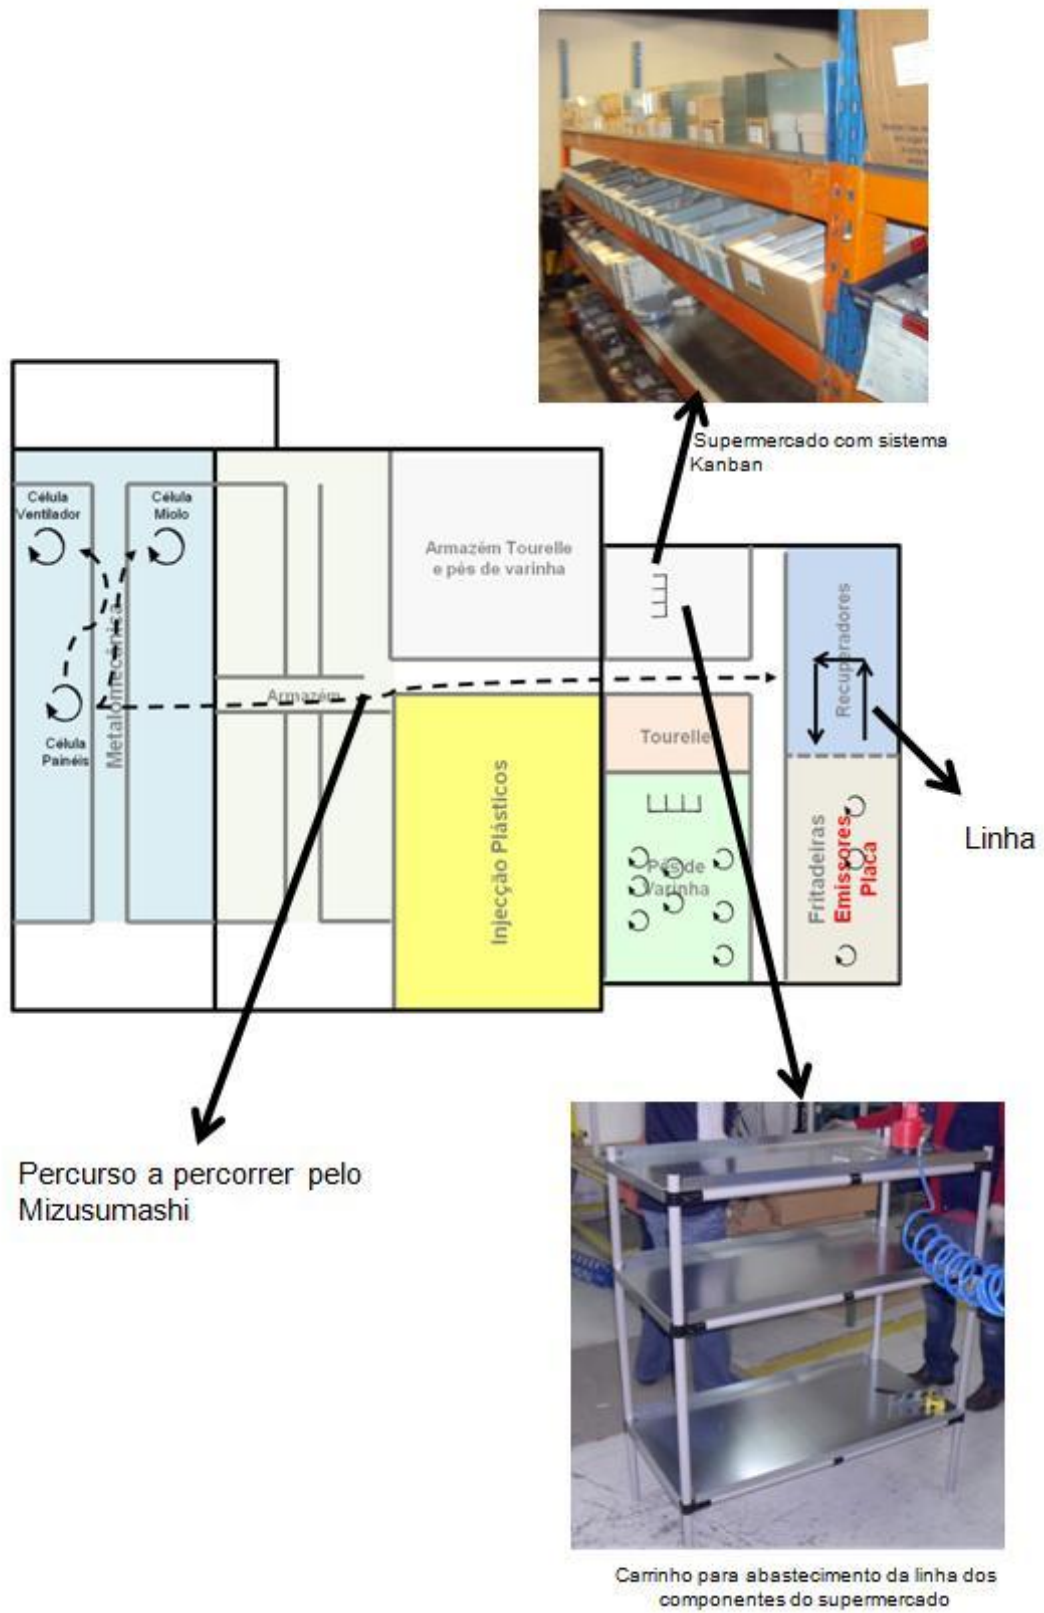 Supermercado com sistema
Kanban
Célula
Ventilador
Célula
Miolo
Armazém Tourelle
e pés de varinha
Metalomecânica
Recuperadores
Armazém
Célula
Painéis
Tourelle
Linha
Injecção Plásticos
Pés de
Varinha
Fritadeiras
Emissores
Placa
Percurso a percorrer pelo
Mizusumashi
Carrinho para abastecimento da linha dos
componentes do supermercado